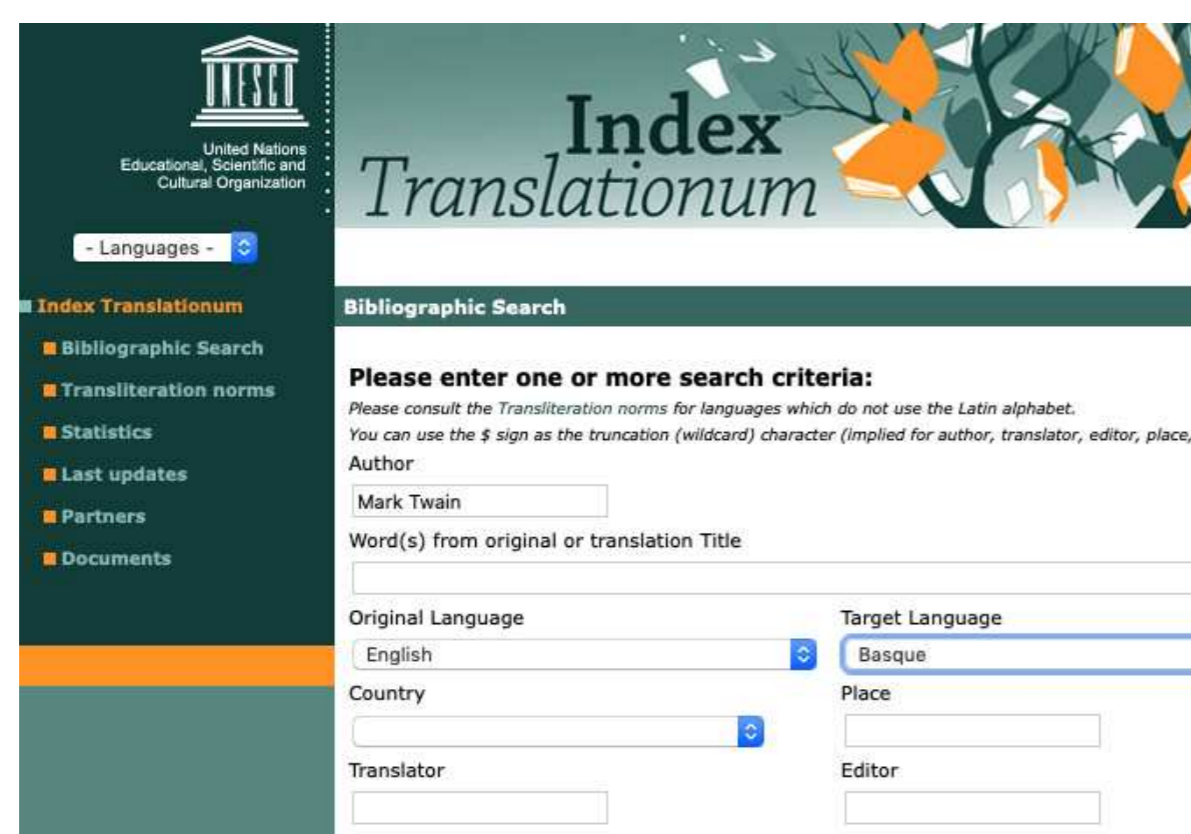 UNESCO
United Nations
Educational, Scientific and
Cultural Organization
- Languages -
Index Translationum
Bibliographic Search
Transliteration norms
Statistics
Last updates
Partners
Documents
Index
Translationum
Bibliographic Search
Please enter one or more search criteria:
Please consult the Transliteration norms for languages which do not use the Latin alphabet.
You can use the $ sign as the truncation (wildcard) character (implied for author, translator, editor, place,
Author
Mark Twain
Word(s) from original or translation Title
Original Language
Target Language
English
Basque
Country
Place
Translator
Editor